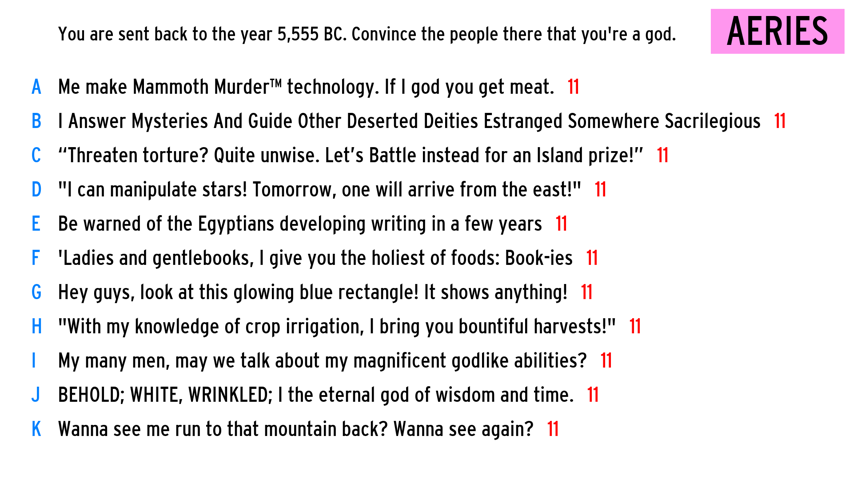 You are sent back to the year 5,555 BC. Convince the people there that you're a god.
AERIES
A Me make Mammoth Murder™ technology. If I god you get meat. 11
B I Answer Mysteries And Guide Other Deserted Deities Estranged Somewhere Sacrilegious 11
C “Threaten torture? Quite unwise. Let’s Battle instead for an Island prize!” 11
D "I can manipulate stars! Tomorrow, one will arrive from the east!" 11
E Be warned of the Egyptians developing writing in a few years 11
F 'Ladies and gentlebooks, I give you the holiest of foods: Book-ies 11
G Hey guys, look at this glowing blue rectangle! It shows anything! 11
H "With my knowledge of crop irrigation, I bring you bountiful harvests!" 11
I My many men, may we talk about my magnificent godlike abilities? 11
J BEHOLD; WHITE, WRINKLED; I the eternal god of wisdom and time. 11
K Wanna see me run to that mountain back? Wanna see again? 11